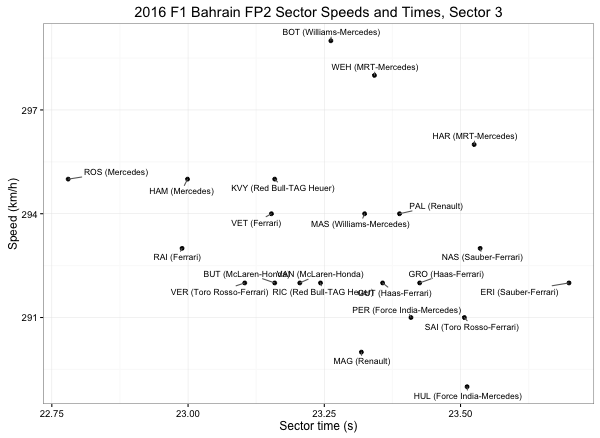 2016 F1 Bahrain FP2 Sector Speeds and Times, Sector 3
BOT (Williams-Mercedes)
WEH (MRT-Mercedes)
297
HAR (MRT-Mercedes)
ROS (Mercedes)
HAM (Mercedes)
KVY (Red Bull-TAG Heuer)
PAL (Renault)
294
VET (Ferrari)
MAS (Williams-Mercedes)
RAI (Ferrari)
NAS (Sauber-Ferrari)
BUT (McLaren-Honda)
VAN (McLaren-Honda)
GRO (Haas-Ferrari)
VER (Toro Rosso-Ferrari)
RIC (Red Bull-TAG Heuer)
GUT (Haas-Ferrari)
ERI (Sauber-Ferrari)
PER (Force India-Mercedes)
291
SAI (Toro Rosso-Ferrari)
MAG (Renault)
HUL (Force India-Mercedes)
Speed (km/h)
22.75
23.00
23.25
23.50
Sector time (s)